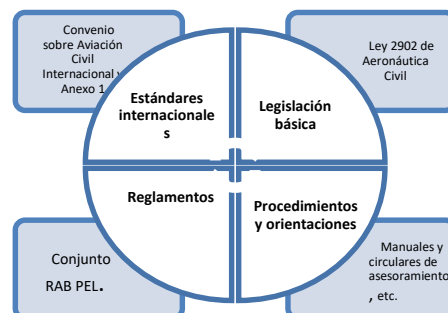 Convenio
sobre Aviación
Civil
Internacional y
Anexo 1
Ley 2902 de
Aeronáutica
Civil
Estándares
internacionale
s
Legislación
básica
Reglamentos
Procedimientos
y orientaciones
Conjunto
RAB PEL.
Manuales y
circulares de
asesoramiento
, etc.